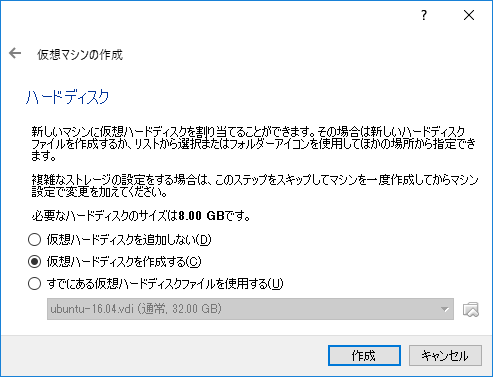 仮想マシンの作成
ハードディスク
新しいマシンに仮想ハードディスクを割り当てることができます。その場合は新しいハードディスク
ファイルを作成するか、リストから選択またはフォルダーアイコンを使用してほかの場所から指定でき
ます。
複雑なストレージの設定をする場合は、このステップをスキップしてマシンを一度作成してからマシン
設定で変更を加えてください。
必要なハードディスクのサイズは8.00 GBです。
仮想ハードディスクを追加しない(D)
仮想ハードディスクを作成する(C)
すでにある仮想ハードディスクファイルを使用する(U)
ubuntu-16.04.vdi (通常, 32.00 GB)
作成 キャンセル